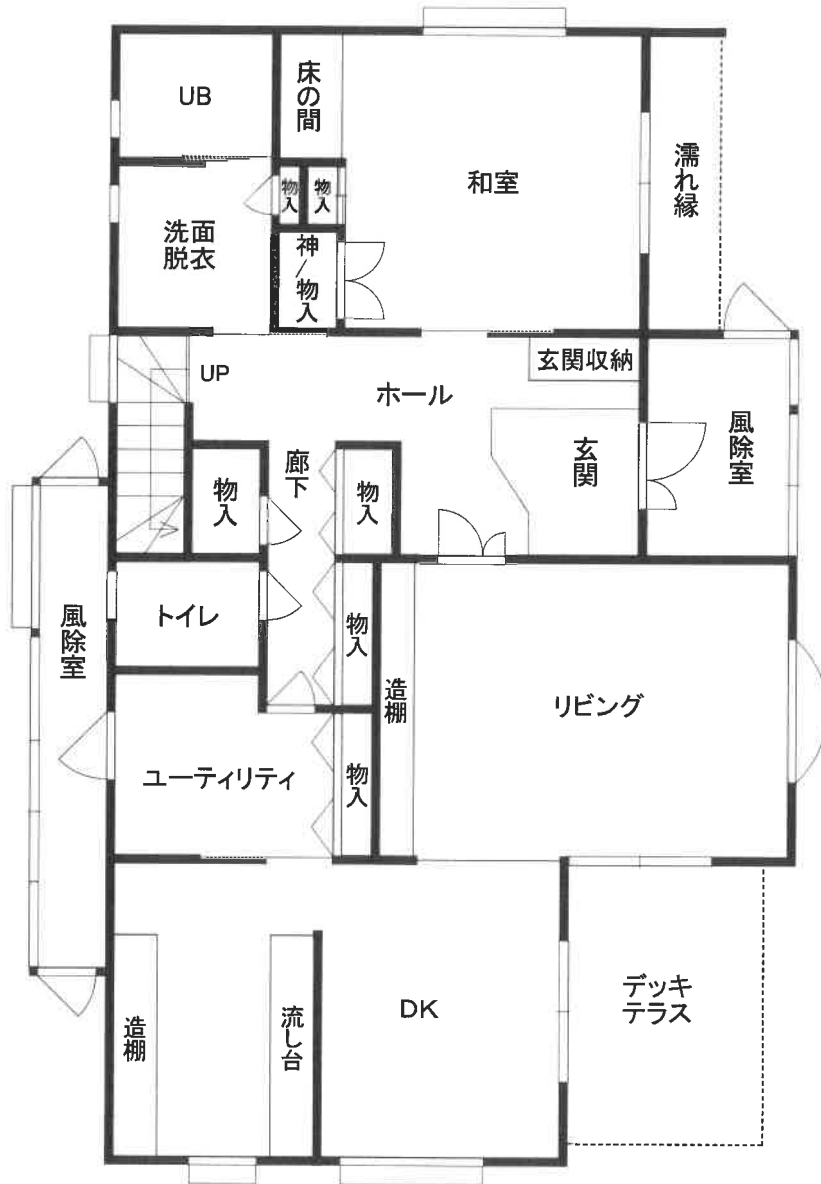 UB
床の間
和室
濡れ縁
物入
物入
洗面
脱衣
神/物入
UP
ホール
玄関収納
玄関
風除室
廊下
物入
物入
トイレ
風除室
物入
造棚
リビング
ユーティリティ
物入
造棚
流し台
DK
デッキ
テラス